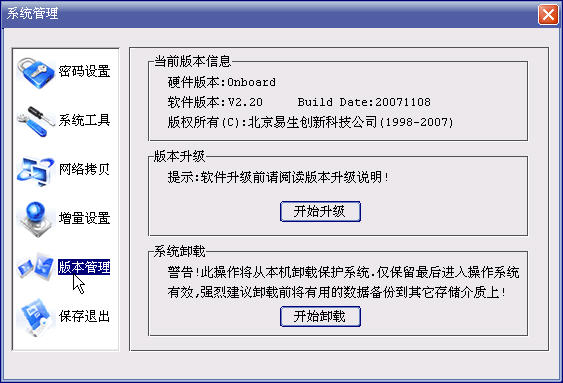 系统管理
密码设置
系统工具
网络拷贝
增量设置
版本管理
保存退出
当前版本信息
硬件版本:Onboard
软件版本:V2.20 Build Date:20071108
版权所有(C):北京易生创新科技公司(1998-2007)
版本升级
提示:软件升级前请阅读版本升级说明!
开始升级
系统卸载
警告!此操作将从本机卸载保护系统.仅保留最后进入操作系统
有效,强烈建议卸载前将有用的数据备份到其它存储介质上!
开始卸载